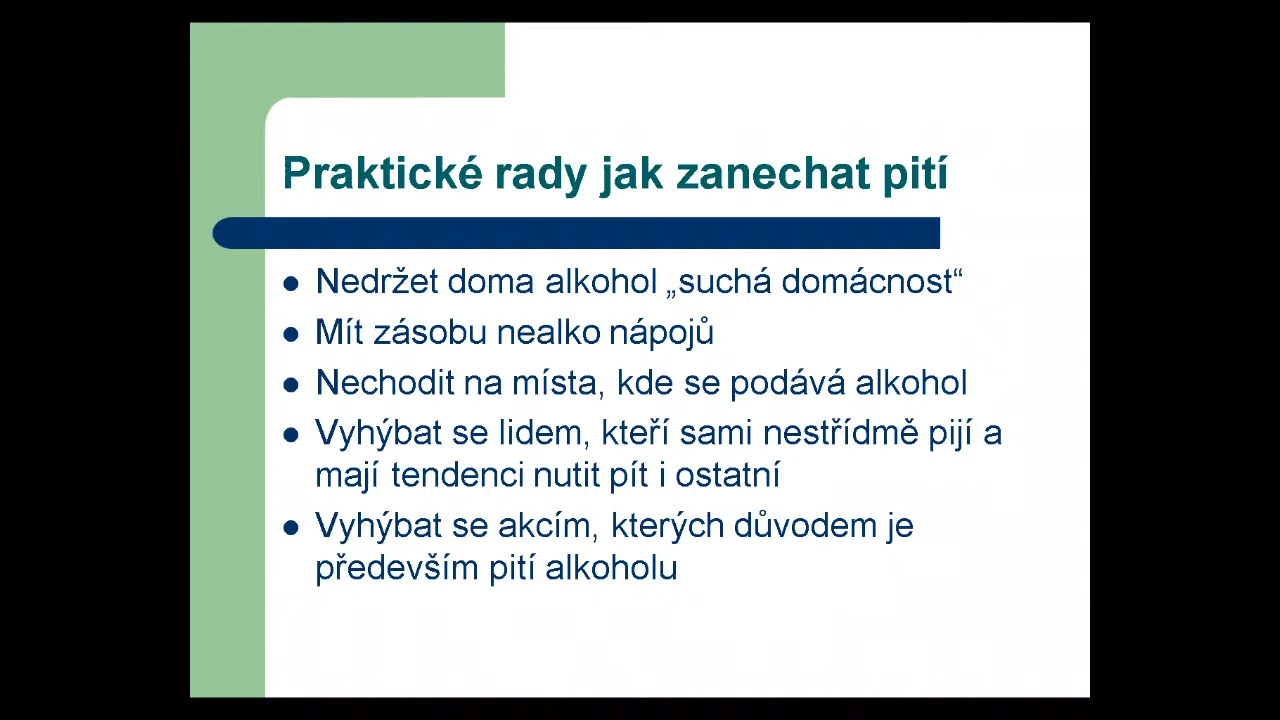 Praktické rady jak zanechat pití
● Nedržet doma alkohol „suchá domácnost“
● Mít zásobu nealko nápojů
● Nechodit na místa, kde se podává alkohol
● Vyhýbat se lidem, kteří sami nestřídmě pijí a
mají tendenci nutit pít i ostatní
● Vyhýbat se akcím, kterých důvodem je
především pití alkoholu